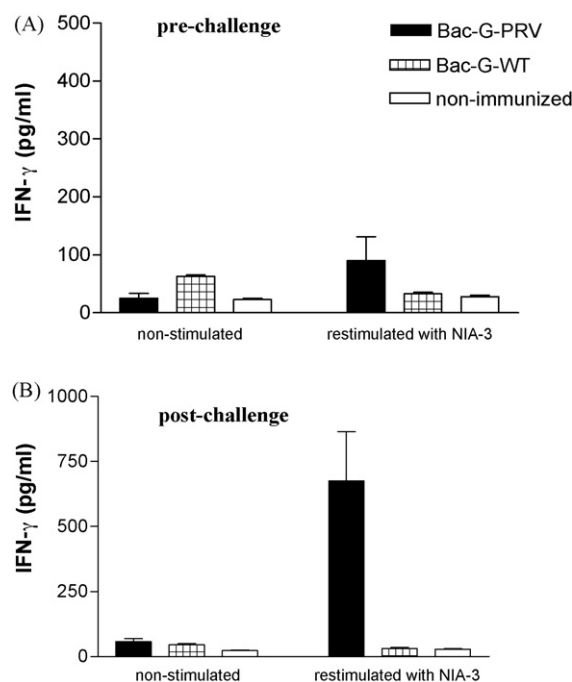 (A)
pre-challenge
Bac-G-PRV
Bac-G-WT
non-immunized
IFN-γ (pg/ml)
500
400
300
200
100
0
non-stimulated restimulated with NIA-3
(B)
post-challenge
IFN-γ (pg/ml)
1000
750
500
250
0
non-stimulated restimulated with NIA-3